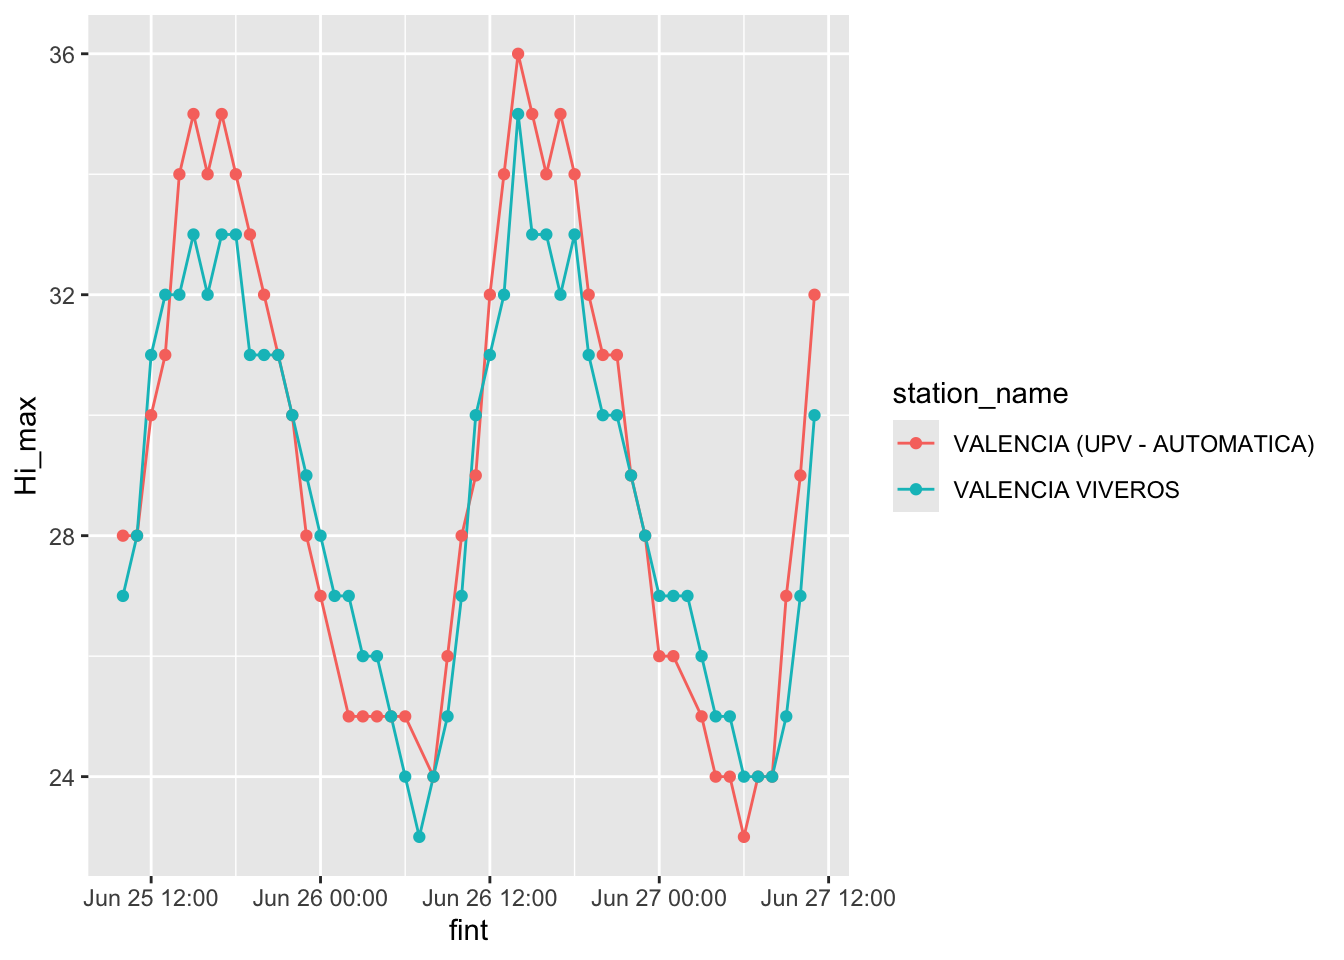 36
32
28
24
Hi_max
Jun 25 12:00 Jun 26 00:00 Jun 26 12:00 Jun 27 00:00 Jun 27 12:00
fint
station_name
VALENCIA (UPV - AUTOMATICA)
VALENCIA VIVEROS